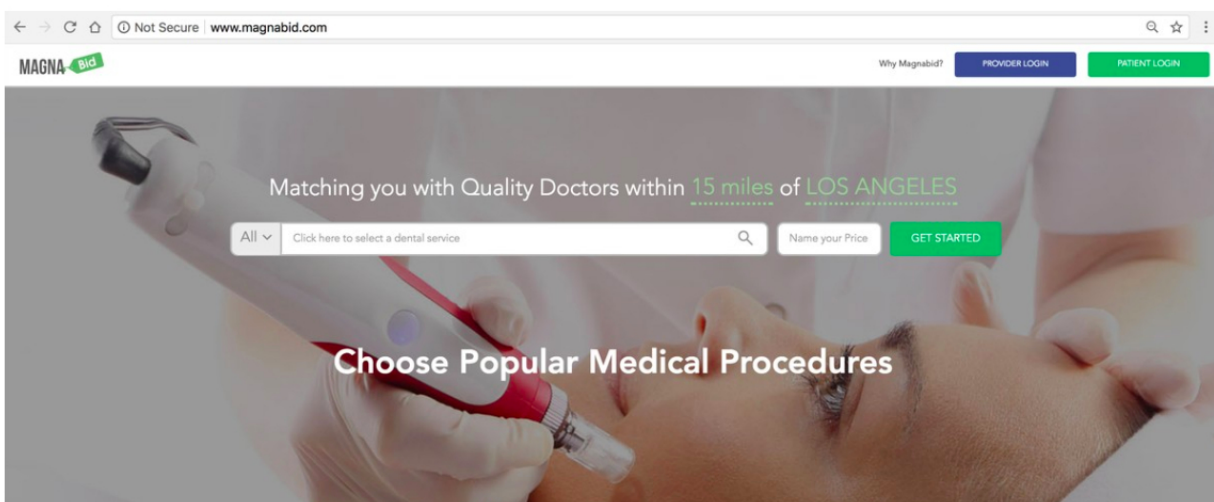 Not Secure www.magnabid.com
MAGNA Bid
Why Magnabid?
PROVIDER LOGIN
PATIENT LOGIN
Matching you with Quality Doctors within 15 miles of LOS ANGELES
All
Click here to select a dental service
Name your Price
GET STARTED
Choose Popular Medical Procedures